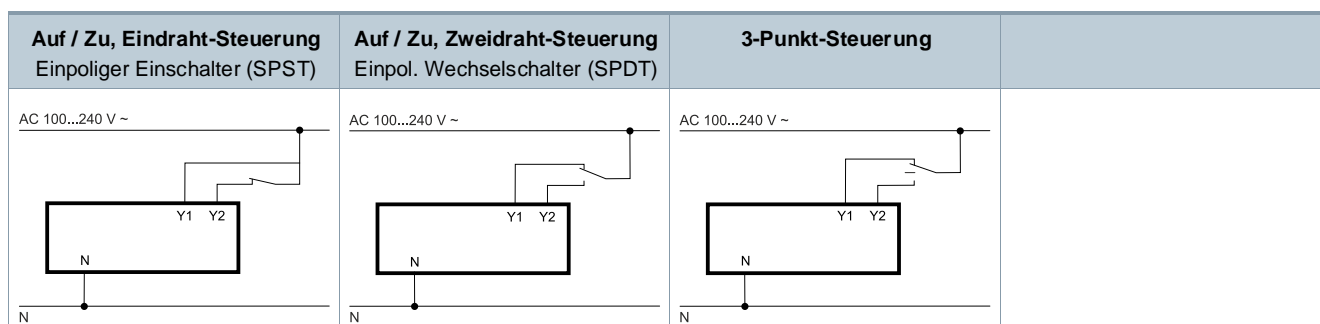 Auf / Zu, Eindraht-Steuerung
Einpoliger Einschalter (SPST)
Auf / Zu, Zweidraht-Steuerung
Einpol. Wechselschalter (SPDT)
3-Punkt-Steuerung
AC 100...240 V ~
Y1 Y2
N
N
AC 100...240 V ~
Y1 Y2
N
N
AC 100...240 V ~
Y1 Y2
N
N